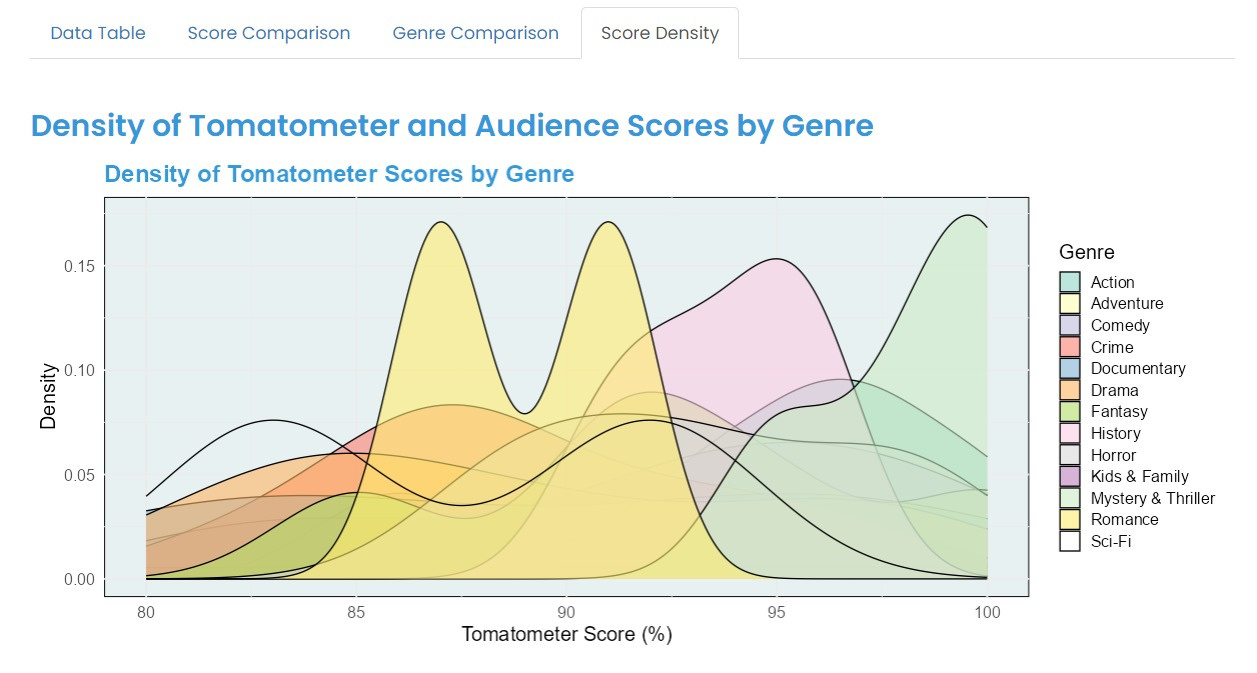 Data Table Score Comparison Genre Comparison Score Density
Density of Tomatometer and Audience Scores by Genre
Density of Tomatometer Scores by Genre
Density
0.15
0.10
0.05
0.00
80 85 90 95 100
Tomatometer Score (%)
Genre
Action
Adventure
Comedy
Crime
Documentary
Drama
Fantasy
History
Horror
Kids & Family
Mystery & Thriller
Romance
Sci-Fi